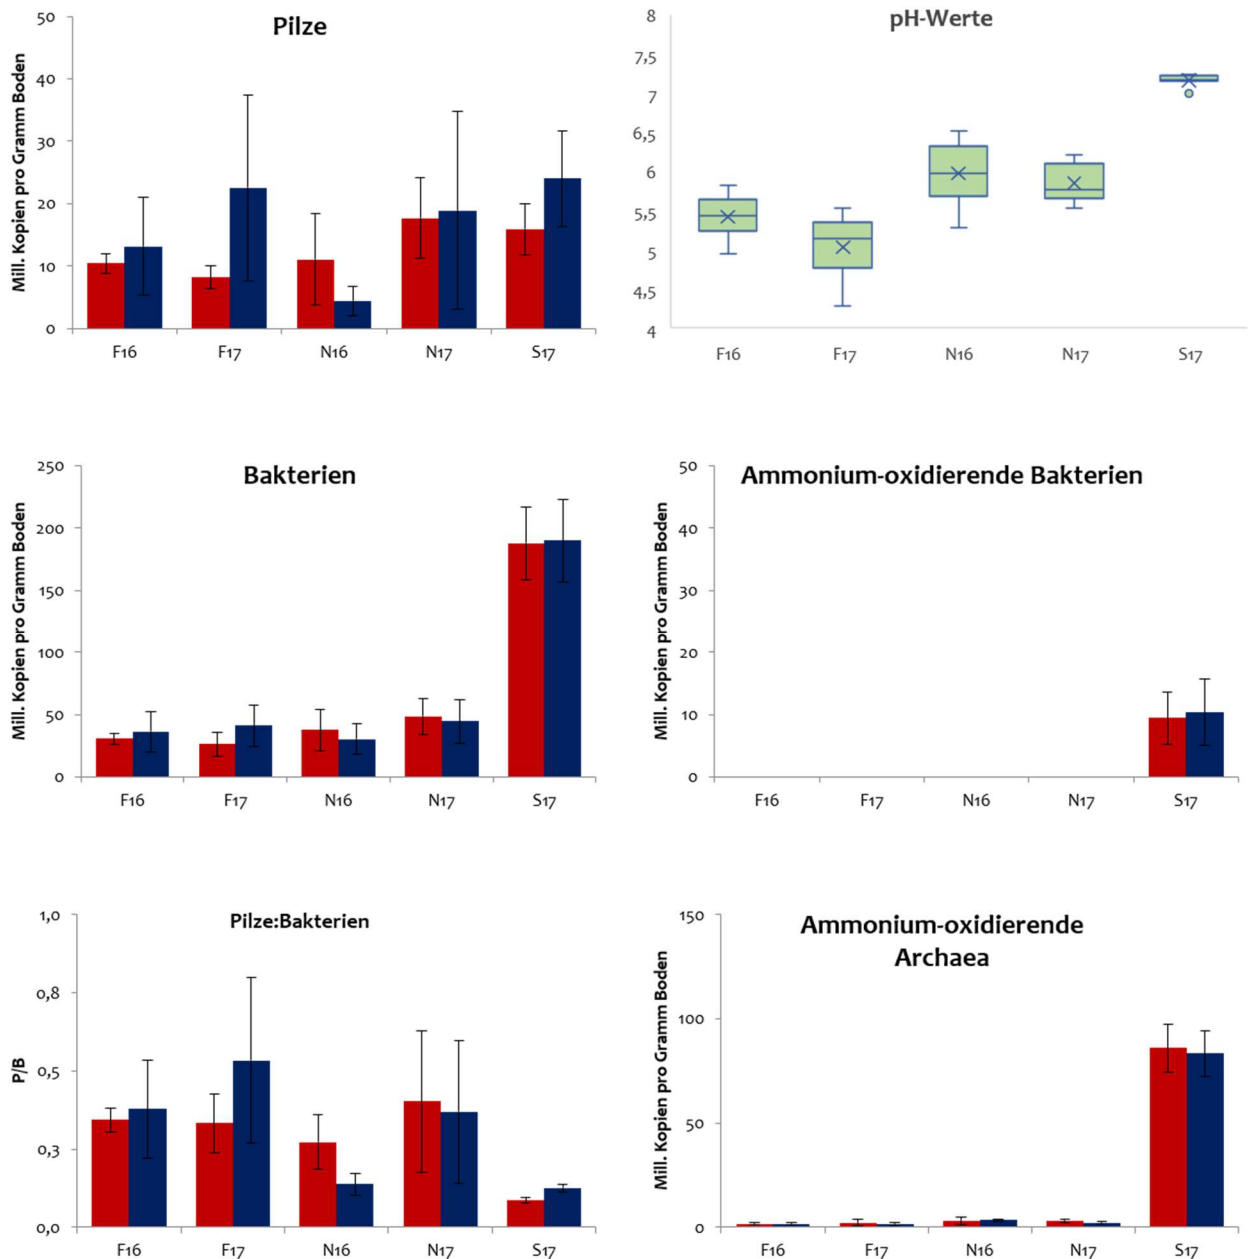 Pilze
Mill. Kopien pro Gramm Boden
50
40
30
20
10
0
F16
F17
N16
N17
S17
pH-Werte
8
7,5
7
6,5
6
5,5
5
4,5
4
F16
F17
N16
N17
S17
Bakterien
Mill. Kopien pro Gramm Boden
250
200
150
100
50
0
F16
F17
N16
N17
S17
Ammonium-oxidierende Bakterien
Mill. Kopien pro Gramm Boden
50
40
30
20
10
0
F16
F17
N16
N17
S17
Pilze:Bakterien
P/B
1,0
0,8
0,5
0,3
0,0
F16
F17
N16
N17
S17
Ammonium-oxidierende
Archaea
Mill. Kopien pro Gramm Boden
150
100
50
0
F16
F17
N16
N17
S17